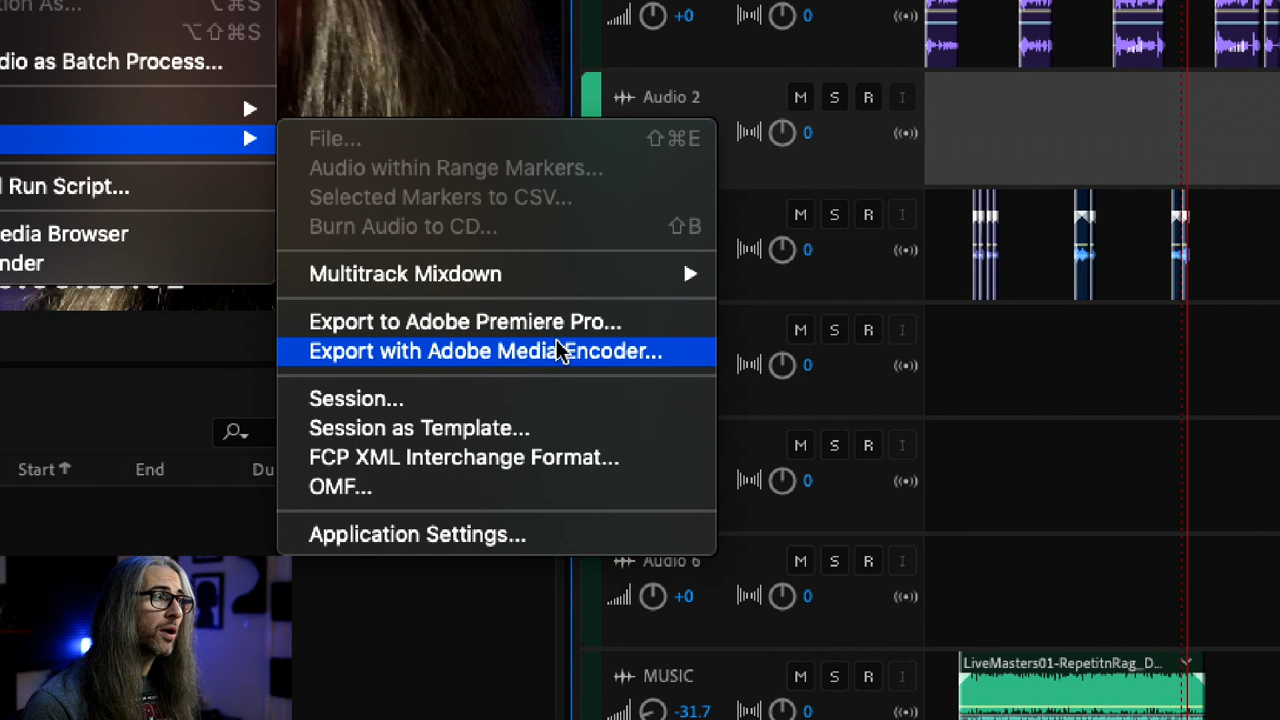 tion As... ⌥⌘S
⌥⇧⌘S
dio as Batch Process...
Run Script...
edia Browser
nder
File... ⇧⌘E
Audio within Range Markers...
Selected Markers to CSV...
Burn Audio to CD... ⇧B
Multitrack Mixdown
Export to Adobe Premiere Pro...
Export with Adobe Media Encoder...
Session...
Session as Template...
FCP XML Interchange Format...
OMF...
Application Settings...
Start End Du
+0 0
Audio 2 M S R I
0
M S R I
0
M S R I
0
M S R I
0
Audio 6 M S R I
+0 0
MUSIC M S R I
-31.7 0
LiveMasters01-RepetitnRag_D...